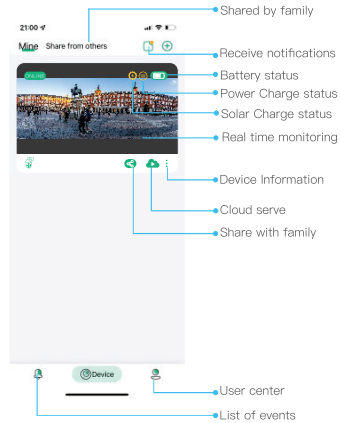 Shared by family
21:00
Mine Share from others
Receive notifications
ONLINE
Battery status
Power Charge status
Solar Charge status
Real time monitoring
Device Information
Cloud serve
Share with family
Device
User center
List of events